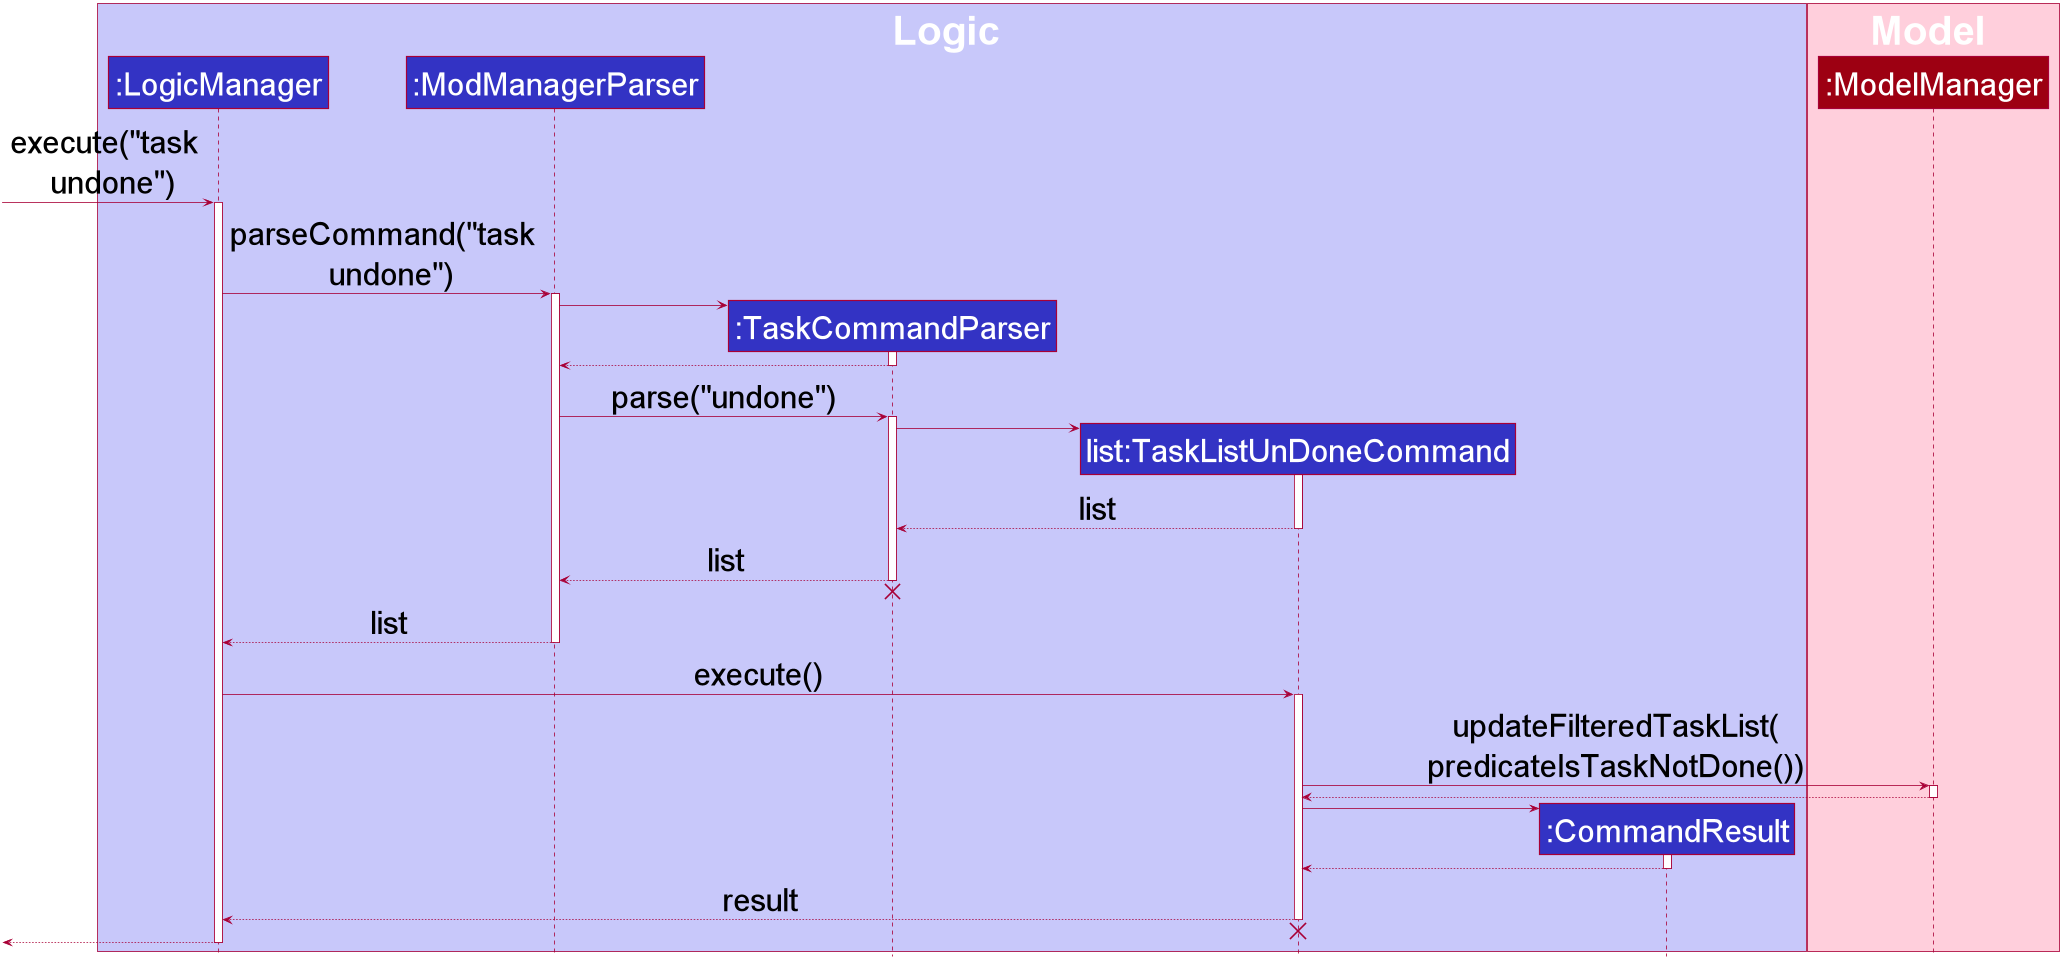 Logic
Model
:LogicManager
:ModManagerParser
:ModelManager
execute("task
undone")
parseCommand("task
undone")
:TaskCommandParser
parse("undone")
list:TaskListUnDoneCommand
list
list
list
execute()
updateFilteredTaskList(
predicateIsTaskNotDone())
:CommandResult
result